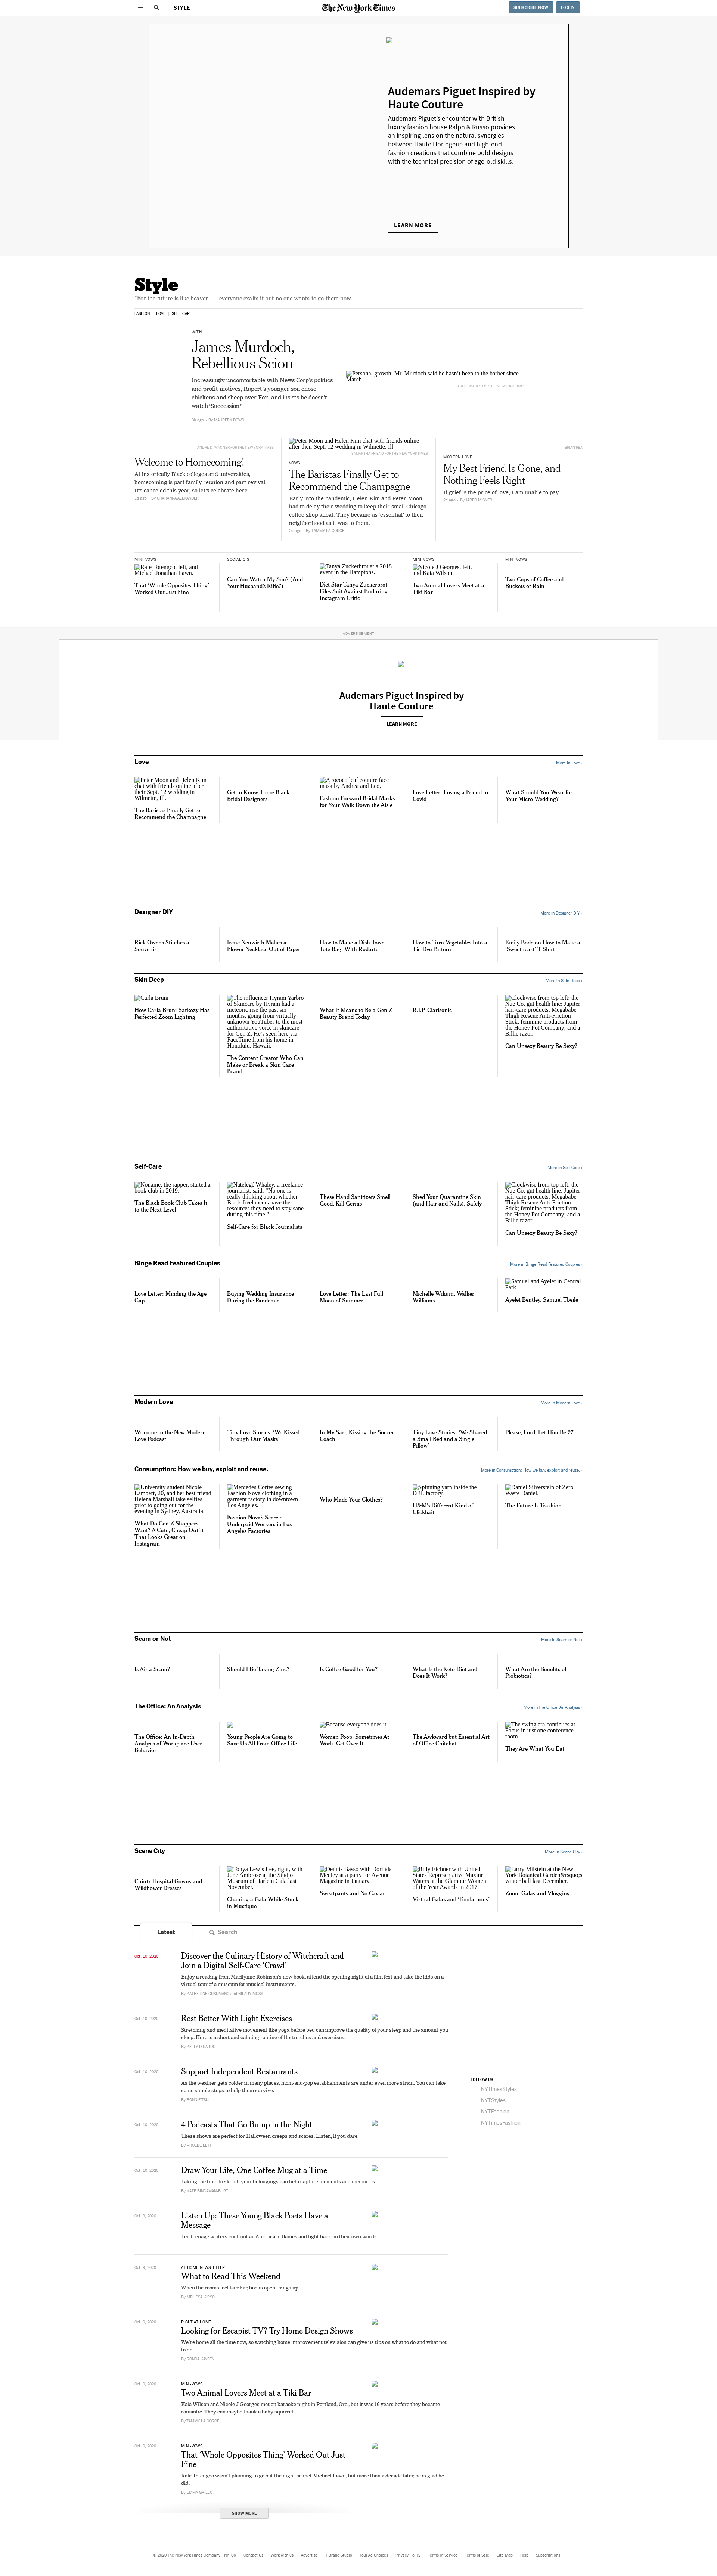 STYLE
The New York Times
SUBSCRIBE NOW
LOG IN
Audemars Piguet Inspired by
Haute Couture
Audemars Piguet's encounter with British
luxury fashion house Ralph & Russo provides
an inspiring lens on the natural synergies
between Haute Horlogerie and high-end
fashion creations that combine bold designs
with the technical precision of age-old skills.
LEARN MORE
Style
"For the future is like heaven — everyone exalts it but no one wants to go there now."
FASHION LOVE SELF-CARE
WITH ...
James Murdoch,
Rebellious Scion
Increasingly uncomfortable with News Corp's politics
and profit motives, Rupert's younger son chose
chickens and sheep over Fox, and insists he doesn't
watch 'Succession.'
By MAUREEN DOWD
Personal growth: Mr. Murdoch said he hasn't been to the barber since
March.
Welcome to Homecoming!
At historically Black colleges and universities,
homecoming is part family reunion and part revival.
It's canceled this year, so let's celebrate here.
Peter Moon and Helen Kim chat with friends online
after their Sept. 12 wedding in Wilmette, Ill.
VOWS
The Baristas Finally Get to
Recommend the Champagne
Early into the pandemic, Helen Kim and Peter Moon
had to delay their wedding to keep their small Chicago
coffee shop afloat. They became as 'essential' to their
neighborhood as it was to them.
By TAMMY LA GORCE
MODERN LOVE
My Best Friend Is Gone, and
Nothing Feels Right
If grief is the price of love, I am unable to pay.
By JARED MISNER
MINI-VOWS
Rafe Totengco, left, and
Michael Jonathan Lawn.
That 'Whole Opposites Thing'
Worked Out Just Fine
SOCIAL Q'S
Can You Watch My Son? (And
Your Husband's Rifle?)
Tanya Zuckerbrot at a 2018
event in the Hamptons.
Diet Star Tanya Zuckerbrot
Files Suit Against Enduring
Instagram Critic
MINI-VOWS
Nicole J Georges, left,
and Kaia Wilson.
Two Animal Lovers Meet at a
Tiki Bar
MINI-VOWS
Two Cups of Coffee and
Buckets of Rain
ADVERTISEMENT
Audemars Piguet Inspired by
Haute Couture
LEARN MORE
Love
More in Love ›
Peter Moon and Helen Kim
chat with friends online after
their Sept. 12 wedding in
Wilmette, Ill.
The Baristas Finally Get to
Recommend the Champagne
Get to Know These Black
Bridal Designers
A rococo leaf couture face
mask by Andrea and Leo.
Fashion Forward Bridal Masks
for Your Walk Down the Aisle
Love Letter: Losing a Friend to
Covid
What Should You Wear for
Your Micro Wedding?
Designer DIY
More in Designer DIY ›
Rick Owens Stitches a
Souvenir
Irene Neuwirth Makes a
Flower Necklace Out of Paper
How to Make a Dish Towel
Tote Bag, With Rodarte
How to Turn Vegetables Into a
Tie-Dye Pattern
Emily Bode on How to Make a
'Sweetheart' T-Shirt
Skin Deep
More in Skin Deep ›
Carla Bruni
How Carla Bruni-Sarkozy Has
Perfected Zoom Lighting
The influencer Hyram Yarbro
of Skincare by Hyram had a
meteoric rise the past six
months, going from virtually
unknown YouTuber to the most
authoritative voice in skincare
for Gen Z. He's seen here via
FaceTime from his home in
Honolulu, Hawaii.
The Content Creator Who Can
Make or Break a Skin Care
Brand
What It Means to Be a Gen Z
Beauty Brand Today
R.I.P. Clarisonic
Clockwise from top left: the
Nue Co. gut health line; Jupiter
hair-care products; Megababe
Thigh Rescue Anti-Friction
Stick; feminine products from
the Honey Pot Company; and a
Billie razor.
Can Unsexy Beauty Be Sexy?
Self-Care
More in Self-Care ›
Noname, the rapper, started a
book club in 2019.
The Black Book Club Takes It
to the Next Level
Natelegé Whaley, a freelance
journalist, said: "No one is
really thinking about whether
Black freelancers have the
resources they need to stay sane
during this time."
Self-Care for Black Journalists
These Hand Sanitizers Smell
Good, Kill Germs
Shed Your Quarantine Skin
(and Hair and Nails), Safely
Clockwise from top left: the
Nue Co. gut health line; Jupiter
hair-care products; Megababe
Thigh Rescue Anti-Friction
Stick; feminine products from
the Honey Pot Company; and a
Billie razor.
Can Unsexy Beauty Be Sexy?
Binge Read Featured Couples
More in Binge Read Featured Couples ›
Love Letter: Minding the Age
Gap
Buying Wedding Insurance
During the Pandemic
Love Letter: The Last Full
Moon of Summer
Michelle Wikum, Walker
Williams
Samuel and Ayelet in Central
Park
Ayelet Bentley, Samuel Tbeile
Modern Love
More in Modern Love ›
Welcome to the New Modern
Love Podcast
Tiny Love Stories: 'We Kissed
Through Our Masks'
In My Sari, Kissing the Soccer
Coach
Tiny Love Stories: 'We Shared
a Small Bed and a Single
Pillow'
Please, Lord, Let Him Be 27
Consumption: How we buy, exploit and reuse.
More in Consumption: How we buy, exploit and reuse. ›
University student Nicole
Lambert, 20, and her best friend
Helena Marshall take selfies
prior to going out for the
evening in Sydney, Australia.
What Do Gen Z Shoppers
Want? A Cute, Cheap Outfit
That Looks Great on
Instagram
Mercedes Cortes sewing
Fashion Nova clothing in a
garment factory in downtown
Los Angeles.
Fashion Nova's Secret:
Underpaid Workers in Los
Angeles Factories
Who Made Your Clothes?
Spinning yarn inside the
DBL factory.
H&M's Different Kind of
Clickbait
Daniel Silverstein of Zero
Waste Daniel.
The Future Is Trashion
Scam or Not
More in Scam or Not ›
Is Air a Scam?
Should I Be Taking Zinc?
Is Coffee Good for You?
What Is the Keto Diet and
Does It Work?
What Are the Benefits of
Probiotics?
The Office: An Analysis
More in The Office: An Analysis ›
The Office: An In-Depth
Analysis of Workplace User
Behavior
Young People Are Going to
Save Us All From Office Life
Because everyone does it.
Women Poop. Sometimes At
Work. Get Over It.
The Awkward but Essential Art
of Office Chitchat
The swing era continues at
Focus in just one conference
room.
They Are What You Eat
Scene City
More in Scene City ›
Chintz Hospital Gowns and
Wildflower Dresses
Tonya Lewis Lee, right, with
June Ambrose at the Studio
Museum of Harlem Gala last
November.
Chairing a Gala While Stuck
in Mustique
Dennis Basso with Dorinda
Medley at a party for Avenue
Magazine in January.
Sweatpants and No Caviar
Billy Eichner with United
States Representative Maxine
Waters at the Glamour Women
of the Year Awards in 2017.
Virtual Galas and 'Foodathons'
Larry Milstein at the New
York Botanical Garden&rsquo;s
winter ball last December.
Zoom Galas and Vlogging
Latest
Search
Oct. 10, 2020
Discover the Culinary History of Witchcraft and
Join a Digital Self-Care 'Crawl'
Enjoy a reading from Marilynne Robinson's new book, attend the opening night of a film fest and take the kids on a
virtual tour of a museum for musical instruments.
By KATHERINE CUSUMANO and HILARY MOSS
Oct. 10, 2020
Rest Better With Light Exercises
Stretching and meditative movement like yoga before bed can improve the quality of your sleep and the amount you
sleep. Here is a short and calming routine of 11 stretches and exercises.
Oct. 10, 2020
Support Independent Restaurants
As the weather gets colder in many places, mom-and-pop establishments are under even more strain. You can take
some simple steps to help them survive.
By BONNIE TSUI
Oct. 10, 2020
4 Podcasts That Go Bump in the Night
These shows are perfect for Halloween creeps and scares. Listen, if you dare.
By PHOEBE LETT
Oct. 10, 2020
Draw Your Life, One Coffee Mug at a Time
Taking the time to sketch your belongings can help capture moments and memories.
Oct. 9, 2020
Listen Up: These Young Black Poets Have a
Message
Ten teenage writers confront an America in flames and fight back, in their own words.
Oct. 9, 2020
AT HOME NEWSLETTER
What to Read This Weekend
When the rooms feel familiar, books open things up.
By MELISSA KIRSCH
Oct. 9, 2020
RIGHT AT HOME
Looking for Escapist TV? Try Home Design Shows
We're home all the time now, so watching home improvement television can give us tips on what to do and what not
to do.
By RONDA KAYSEN
Oct. 9, 2020
MINI-VOWS
Two Animal Lovers Meet at a Tiki Bar
Kaia Wilson and Nicole J Georges met on karaoke night in Portland, Ore., but it was 16 years before they became
romantic. They can maybe thank a baby squirrel.
By TAMMY LA GORCE
Oct. 9, 2020
MINI-VOWS
That 'Whole Opposites Thing' Worked Out Just
Fine
Rafe Totengco wasn't planning to go out the night he met Michael Lawn, but more than a decade later, he is glad he
did.
SHOW MORE
FOLLOW US
NYTimesStyles
NYTStyles
NYTFashion
NYTimesFashion
© 2020 The New York Times Company NYTCo Contact Us Work with us Advertise T Brand Studio Your Ad Choices Privacy Policy Terms of Service Terms of Sale Site Map Help Subscriptions